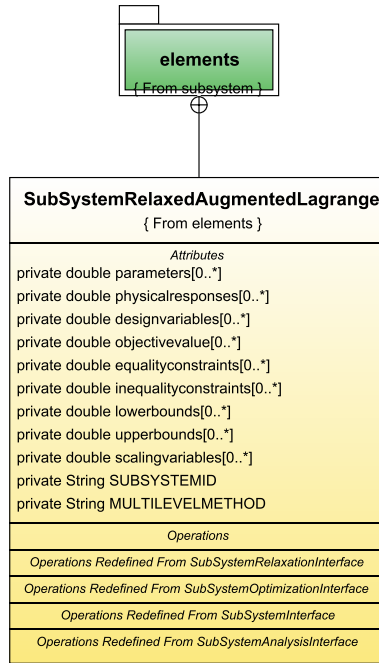 elements
{ From subsystem }
SubSystemRelaxedAugmentedLagrange
{ From elements }
Attributes
private double parameters[0..*]
private double physicalresponses[0..*]
private double designvariables[0..*]
private double objectivevalue[0..*]
private double equalityconstraints[0..*]
private double inequalityconstraints[0..*]
private double lowerbounds[0..*]
private double upperbounds[0..*]
private double scalingvariables[0..*]
private String SUBSYSTEMID
private String MULTILEVELMETHOD
Operations
Operations Redefined From SubSystemRelaxationInterface
Operations Redefined From SubSystemOptimizationInterface
Operations Redefined From SubSystemInterface
Operations Redefined From SubSystemAnalysisInterface